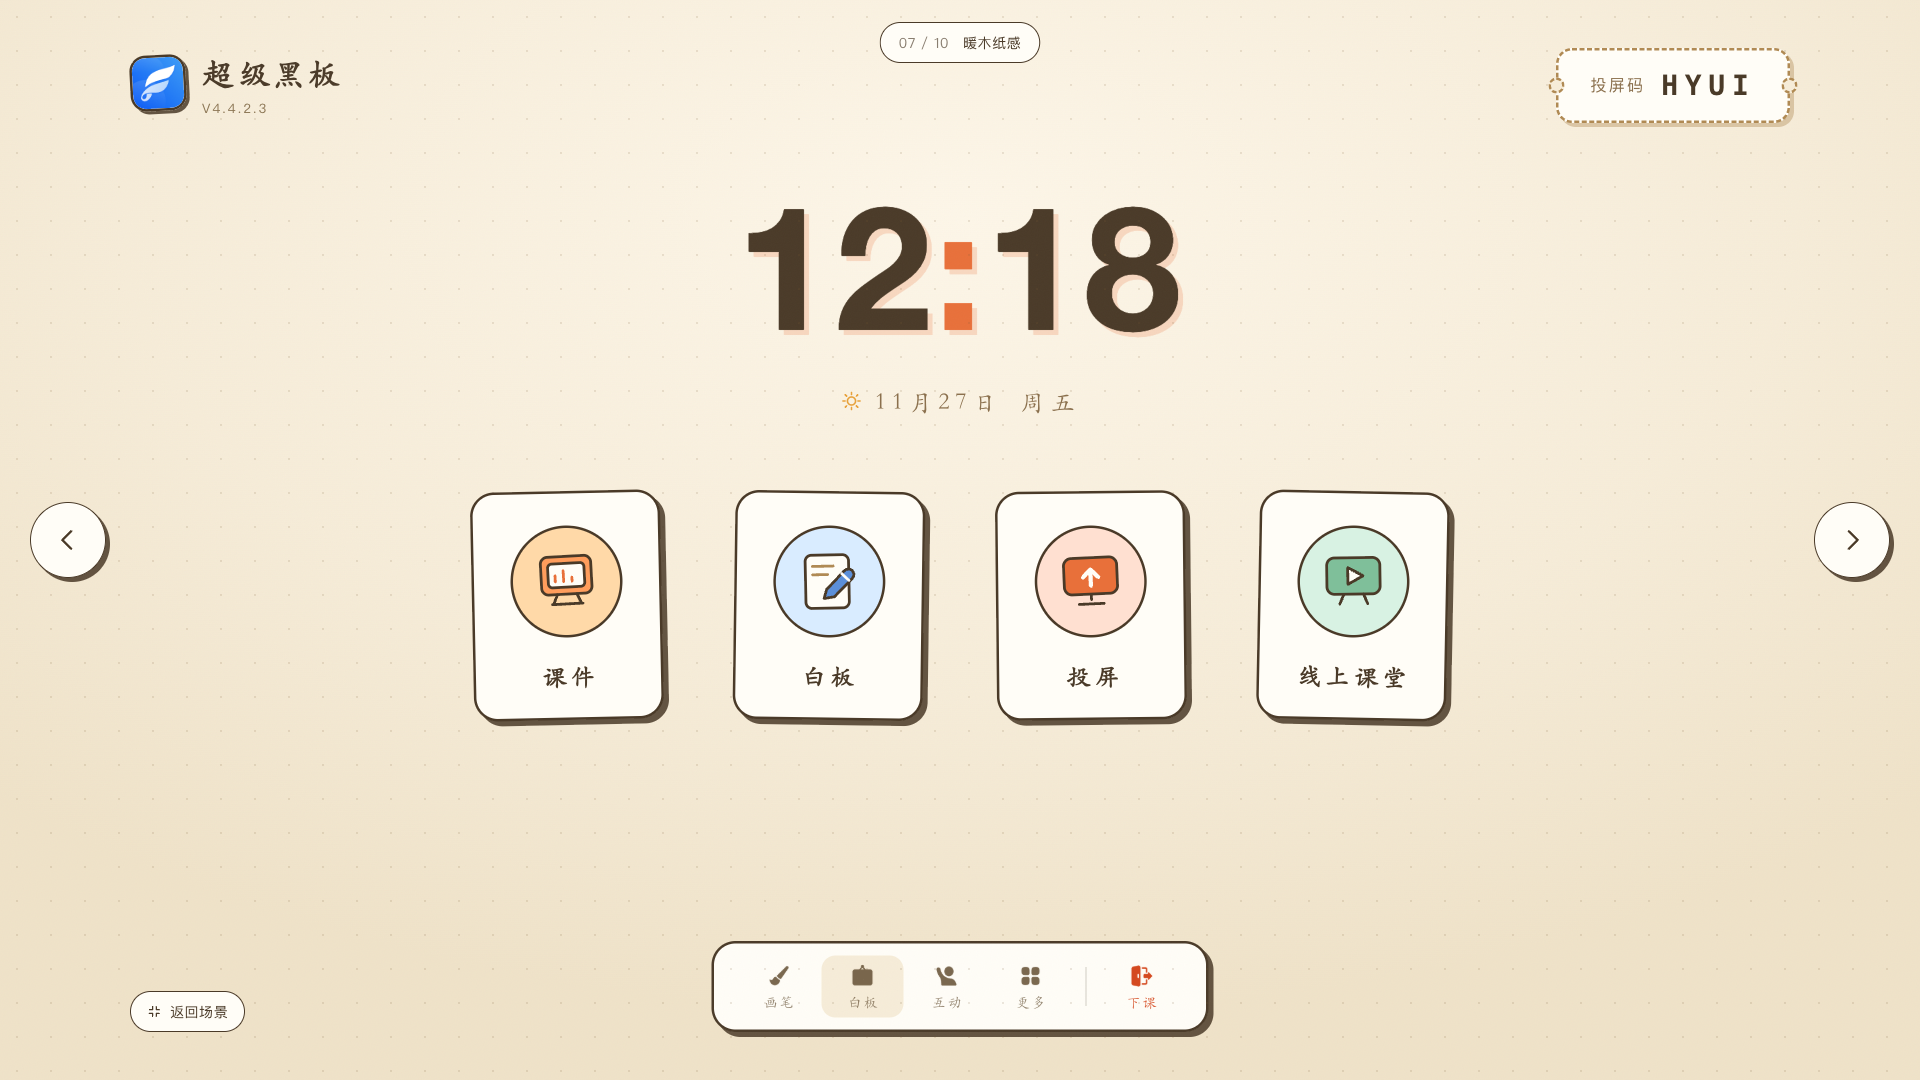 07 / 10 暖木纸感
超级黑板
V4.4.2.3
投屏码 HYUI
12:18
11月27日 周五
课件
白板
投屏
线上课堂
画笔
白板
互动
更多
下课
返回场景